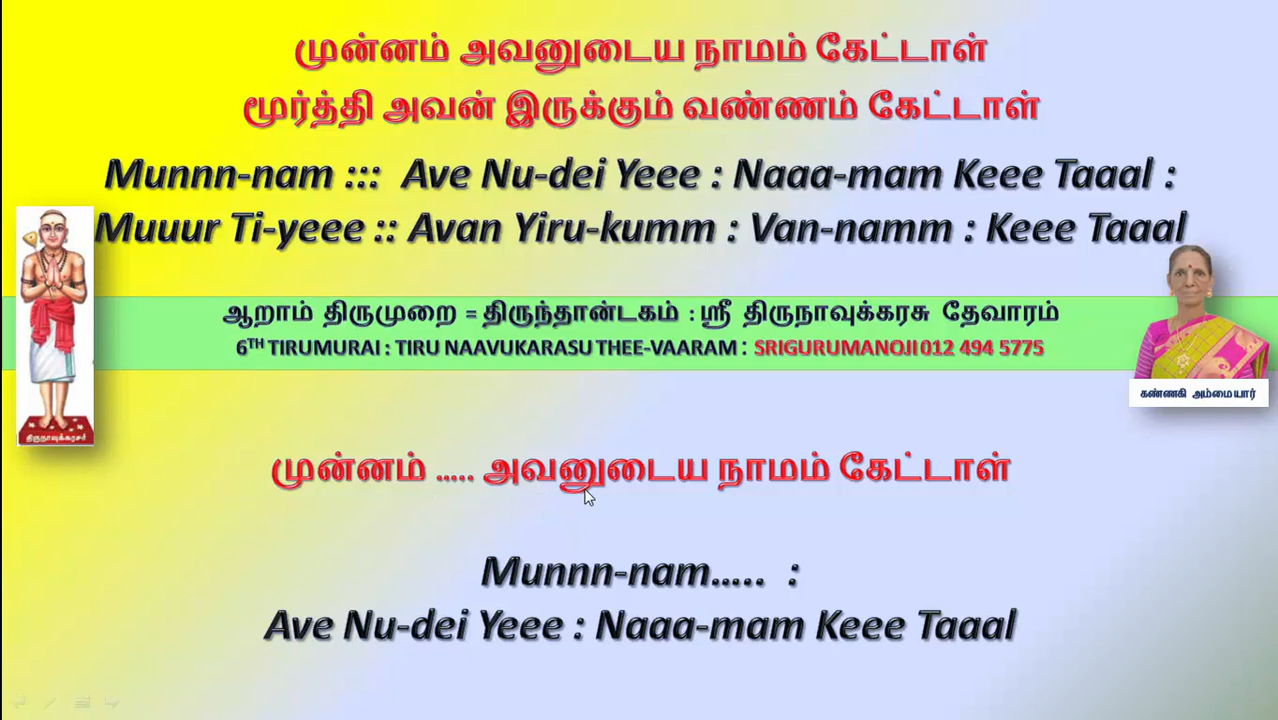 முன்னம் அவனுடைய நாமம் கேட்டாள்
மூர்த்தி அவன் இருக்கும் வண்ணம் கேட்டாள்
Munnn-nam ::: Ave Nu-dei Yeee : Naaa-mam Keee Taaal :
Muuur Ti-yeee :: Avan Yiru-kumm : Van-namm : Keee Taaal
ஆறாம் திருமுறை = திருந்தான்டகம் : ஸ்ரீ திருநாவுக்கரசு தேவாரம்
6TH TIRUMURAI : TIRU NAAVUKARASU THEE-VAARAM : SRIGURUMANOJI 012 494 5775
கண்ணகி அம்மையார்
திருநாவுக்கரசர்
முன்னம் ..... அவனுடைய நாமம் கேட்டாள்
Munnn-nam..... :
Ave Nu-dei Yeee : Naaa-mam Keee Taaal